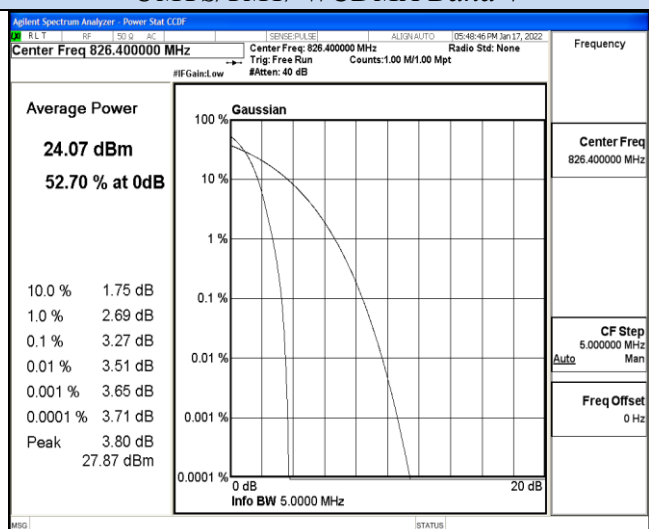 Agilent Spectrum Analyzer - Power Stat CCDF
RLT RF 50 Ω AC SENSE:PULSE ALIGN AUTO 05:48:46 PM Jan 17, 2022
Center Freq 826.400000 MHz
Center Freq: 826.400000 MHz Radio Std: None
Trig: Free Run Counts:1.00 M/1.00 Mpt
#IFGain:Low #Atten: 40 dB
Frequency
Average Power
24.07 dBm
52.70 % at 0dB
10.0 % 1.75 dB
1.0 % 2.69 dB
0.1 % 3.27 dB
0.01 % 3.51 dB
0.001 % 3.65 dB
0.0001 % 3.71 dB
Peak 3.80 dB
27.87 dBm
Gaussian
100 %
10 %
1 %
0.1 %
0.01 %
0.001 %
0.0001 %
0 dB 20 dB
Info BW 5.0000 MHz
Center Freq
826.400000 MHz
CF Step
5.000000 MHz
Auto Man
Freq Offset
0 Hz
MSG STATUS